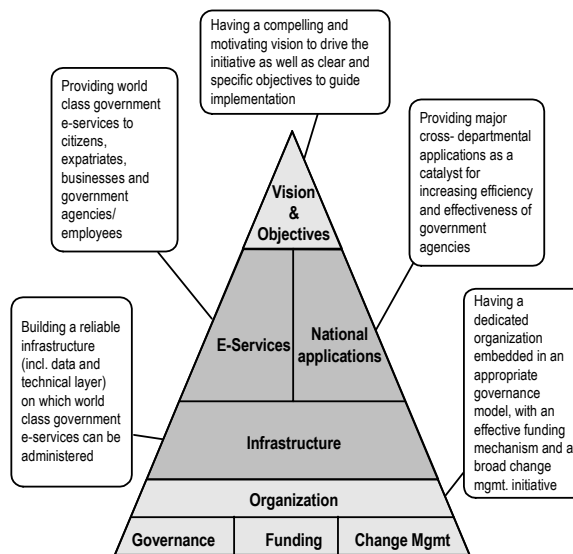 Having a compelling and
motivating vision to drive the
initiative as well as clear and
specific objectives to guide
implementation
Providing world
class government
e-services to
citizens,
expatriates,
businesses and
government
agencies/
employees
Providing major
cross- departmental
applications as a
catalyst for
increasing efficiency
and effectiveness of
government
agencies
Vision
&
Objectives
E-Services
National
applications
Building a reliable
infrastructure
(incl. data and
technical layer)
on which world
class government
e-services can be
administered
Having a
dedicated
organization
embedded in an
appropriate
governance
model, with an
effective funding
mechanism and a
broad change
mgmt. initiative
Infrastructure
Organization
Governance
Funding
Change Mgmt